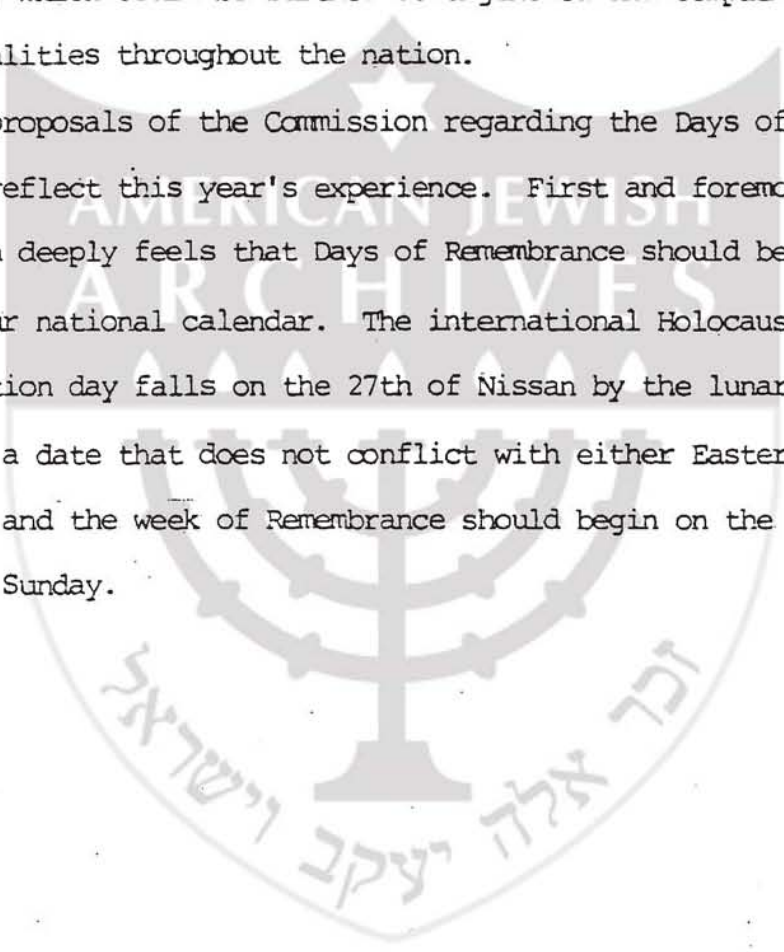 lities throughout the nation.
proposals of the Commission regarding the Days of
reflect this year's experience. First and foremo
deeply feels that Days of Remembrance should be
r national calendar. The international Holocaus
tion day falls on the 27th of Nissan by the lunar
a date that does not conflict with either Easter
and the week of Remembrance should begin on the
Sunday.
AMERICAN JEWISH
ARCHIVES
זכר אלה יעקב וישראל